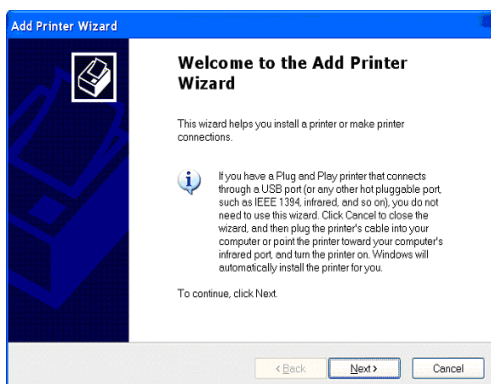 Add Printer Wizard
Welcome to the Add Printer
Wizard
This wizard helps you install a printer or make printer
connections.
If you have a Plug and Play printer that connects
through a USB port (or any other hot pluggable port,
such as IEEE 1394, infrared, and so on), you do not
need to use this wizard. Click Cancel to close the
wizard, and then plug the printer's cable into your
computer or point the printer toward your computer's
infrared port, and turn the printer on. Windows will
automatically install the printer for you.
To continue, click Next.
< Back
Next >
Cancel